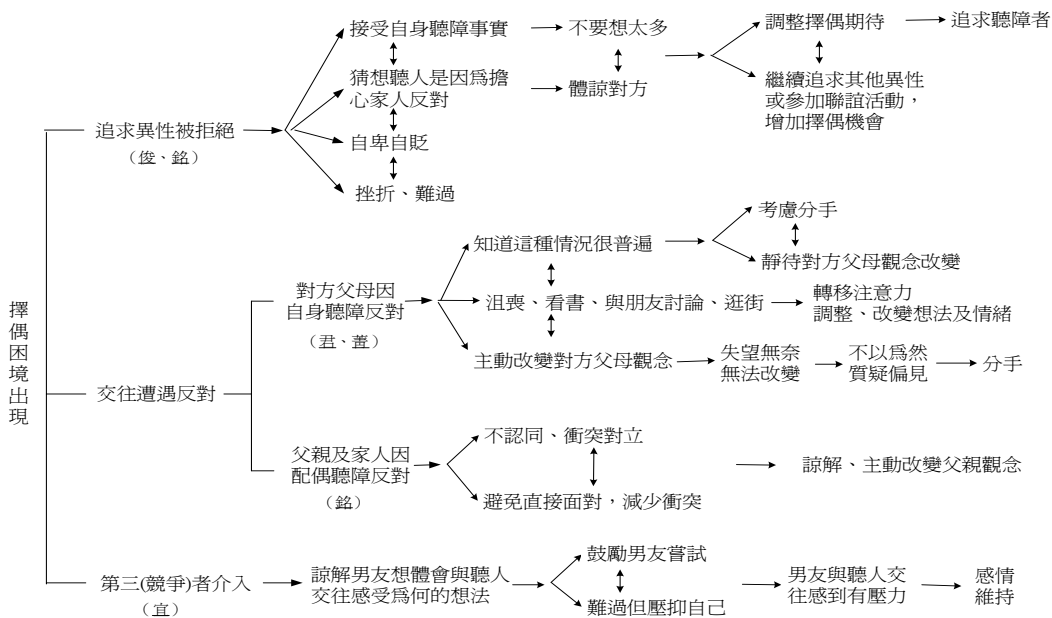 擇偶困境出現
追求異性被拒絕
（俊、銘）
接受自身聽障事實
猜想聽人是因爲擔
心家人反對
自卑自貶
挫折、難過
不要想太多
體諒對方
調整擇偶期待
繼續追求其他異性
或參加聯誼活動，
增加擇偶機會
追求聽障者
交往遭遇反對
對方父母因
自身聽障反對
（君、薏）
知道這種情況很普遍
沮喪、看書、與朋友討論、逛街
主動改變對方父母觀念
考慮分手
靜待對方父母觀念改變
轉移注意力
調整、改變想法及情緒
失望無奈
無法改變
不以爲然
質疑偏見
分手
父親及家人因
配偶聽障反對
（銘）
不認同、衝突對立
避免直接面對，減少衝突
諒解、主動改變父親觀念
第三(競爭)者介入
（宜）
諒解男友想體會與聽人
交往感受爲何的想法
鼓勵男友嘗試
難過但壓抑自己
男友與聽人交
往感到有壓力
感情
維持